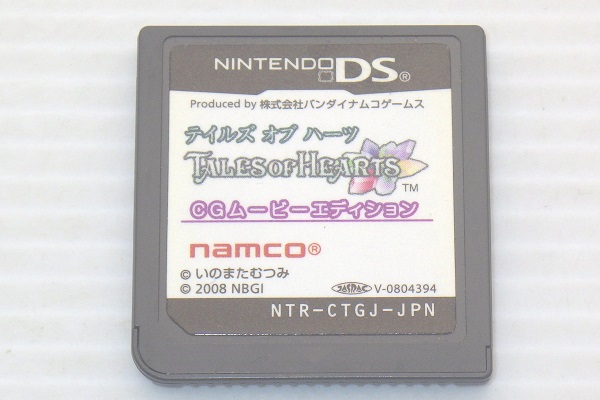 NINTENDO DS®
Produced by 株式会社バンダイナムコゲームス
テイルズ オブ ハーツ
TALES OF HEARTS™
CGムービーエディション
namco®
© いのまたむつみ
© 2008 NBGI
JASRAC V-0804394
NTR-CTGJ-JPN